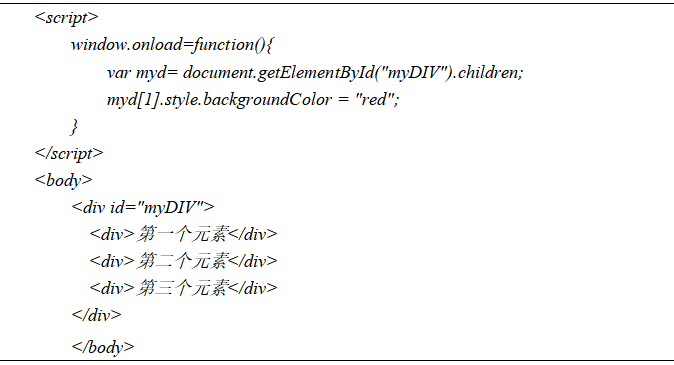 <script>
window.onload=function(){
var myd= document.getElementById("myDIV").children;
myd[1].style.backgroundColor = "red";
}
</script>
<body>
<div id="myDIV">
<div>第一个元素</div>
<div>第二个元素</div>
<div>第三个元素</div>
</div>
</body>